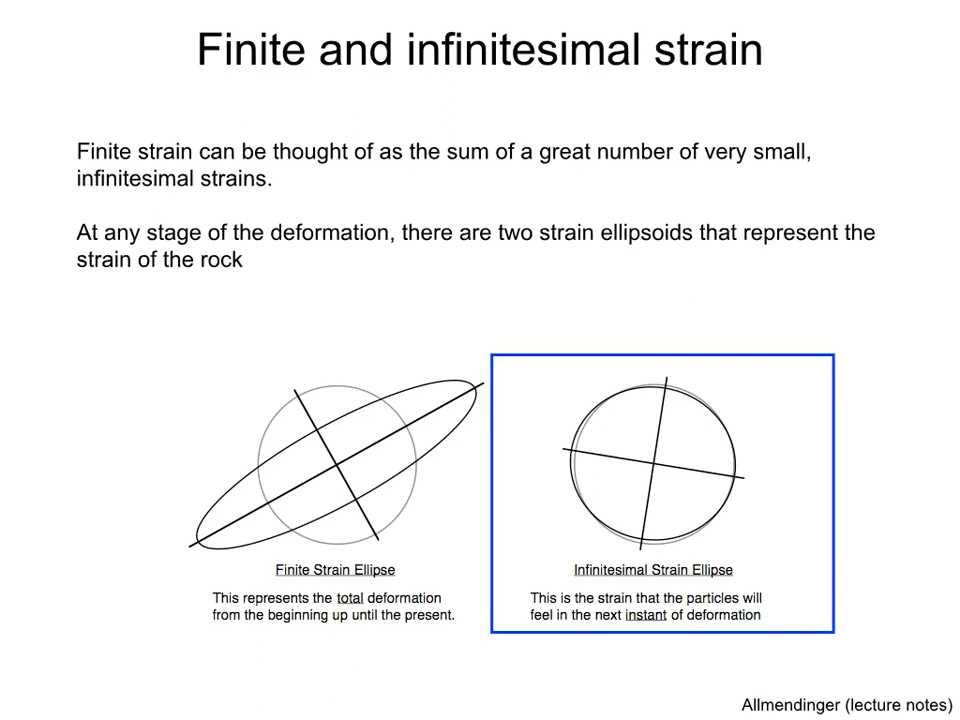 Finite and infinitesimal strain
Finite strain can be thought of as the sum of a great number of very small,
infinitesimal strains.
At any stage of the deformation, there are two strain ellipsoids that represent the
strain of the rock
Finite Strain Ellipse
This represents the total deformation
from the beginning up until the present.
Infinitesimal Strain Ellipse
This is the strain that the particles will
feel in the next instant of deformation
Allmendinger (lecture notes)